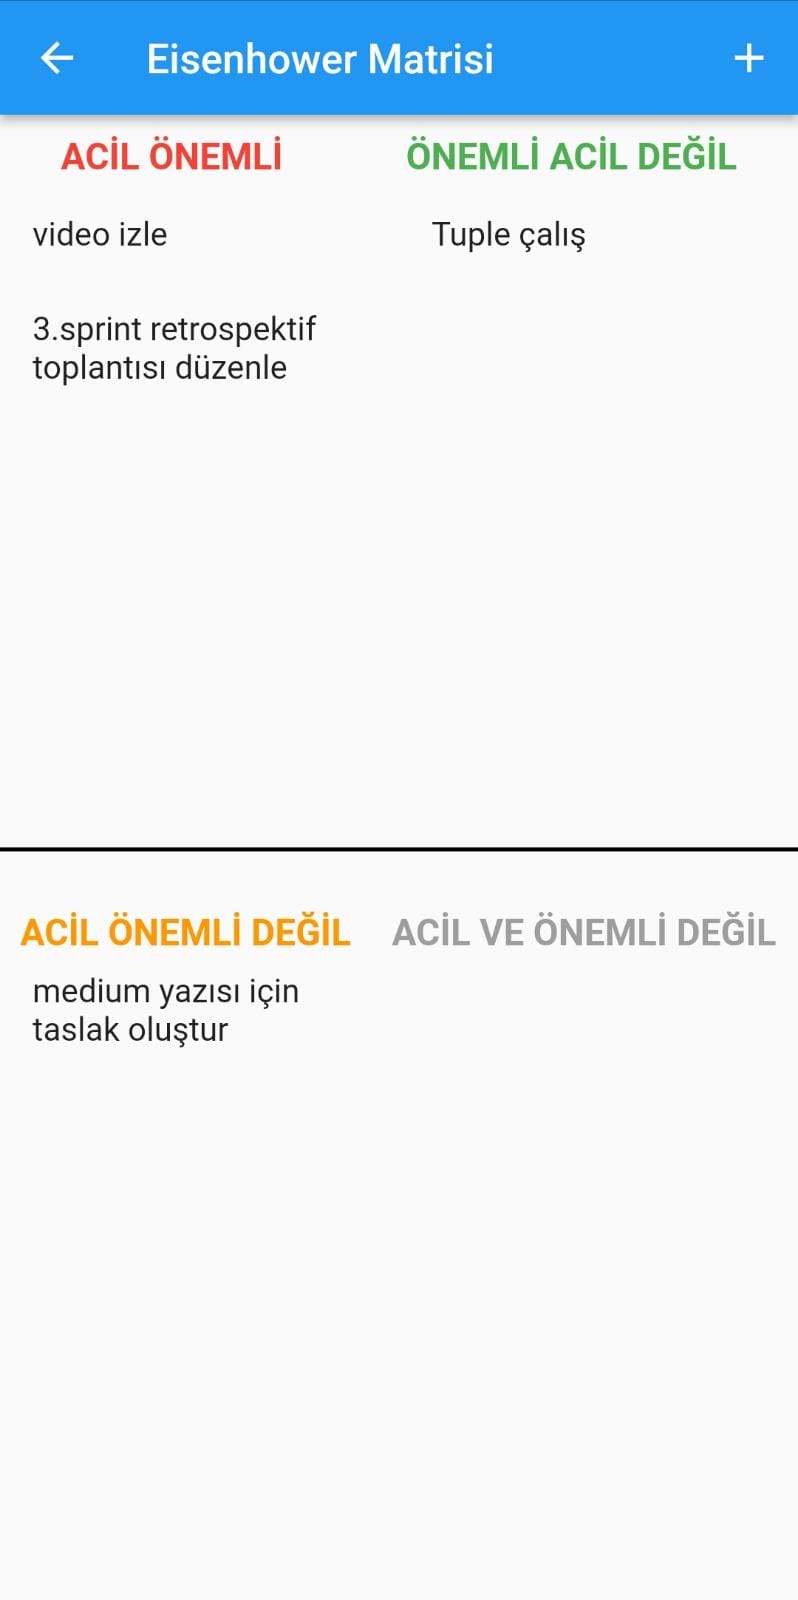 Eisenhower Matrisi
ACİL ÖNEMLİ
video izle
3.sprint retrospektif
toplantısı düzenle
ÖNEMLİ ACİL DEĞİL
Tuple çalış
ACİL ÖNEMLİ DEĞİL
medium yazısı için
taslak oluştur
ACİL VE ÖNEMLİ DEĞİL